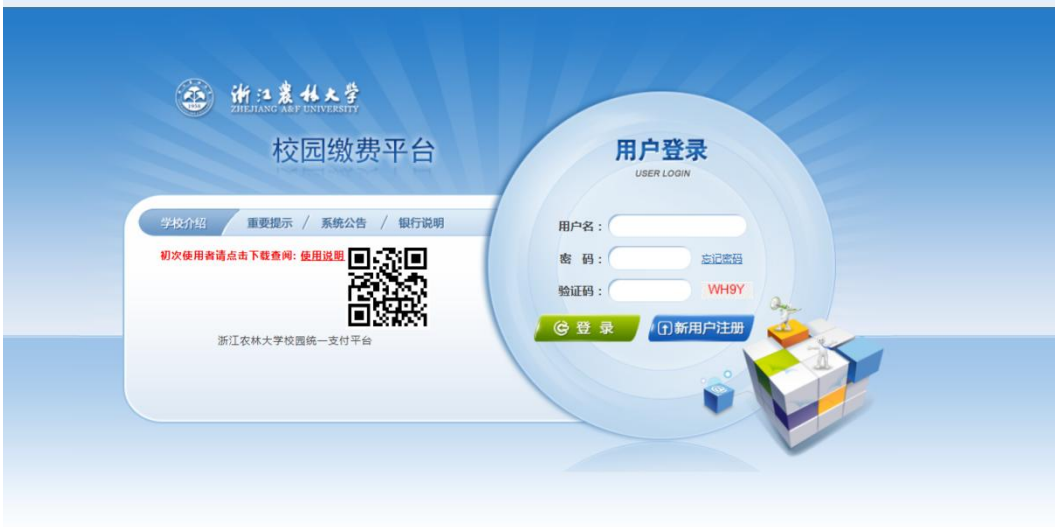 浙江农林大学
ZHEJIANG A&F UNIVERSITY
校园缴费平台
学校介绍 / 重要提示 / 系统公告 / 银行说明
初次使用者请点击下载查阅: 使用说明
浙江农林大学校园统一支付平台
用户登录
USER LOGIN
用户名：
密 码： 忘记密码
验证码： WH9Y
登 录 新用户注册